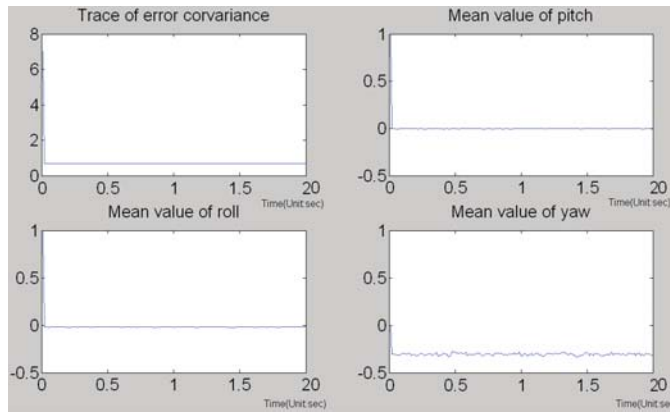 Trace of error corvariance
8
6
4
2
0
0 0.5 1 1.5 20
Time(Unit:sec)
Mean value of pitch
1
0.5
0
-0.5
0 0.5 1 1.5 20
Time(Unit:sec)
Mean value of roll
1
0.5
0
-0.5
0 0.5 1 1.5 20
Time(Unit:sec)
Mean value of yaw
1
0.5
0
-0.5
0 0.5 1 1.5 20
Time(Unit:sec)